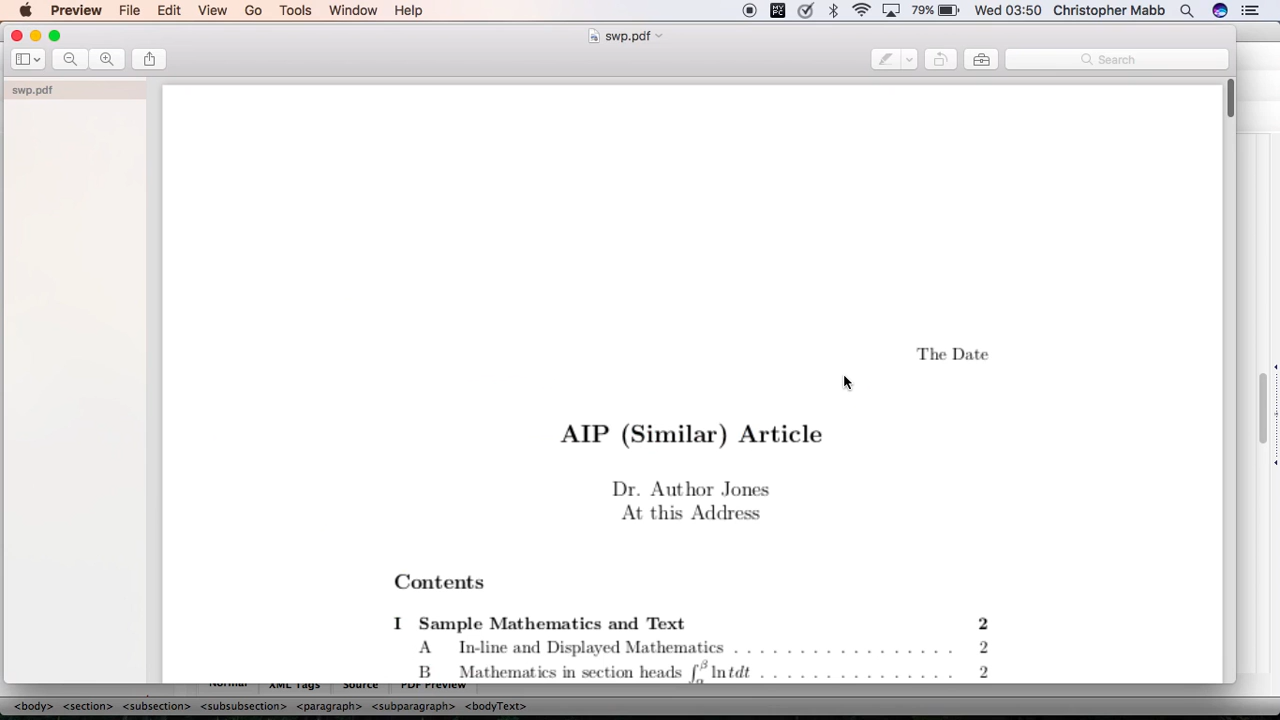 Preview File Edit View Go Tools Window Help 79% Wed 03:50 Christopher Mabb
swp.pdf
Search
swp.pdf
The Date
AIP (Similar) Article
Dr. Author Jones
At this Address
Contents
I Sample Mathematics and Text 2
A In-line and Displayed Mathematics . . . . . . . . . . . . . . . . . 2
B Mathematics in section heads ∫αβ ln tdt . . . . . . . . . . . . . . . 2
Normal XML Tags Source PDF Preview
<body> <section> <subsection> <subsubsection> <paragraph> <subparagraph> <bodyText>